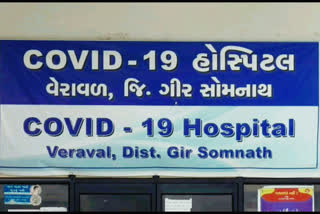 COVID - 19 હોસ્પિટલ
વેરાવળ, જિ. ગીર સોમનાથ
COVID - 19 Hospital
Veraval, Dist. Gir Somnath